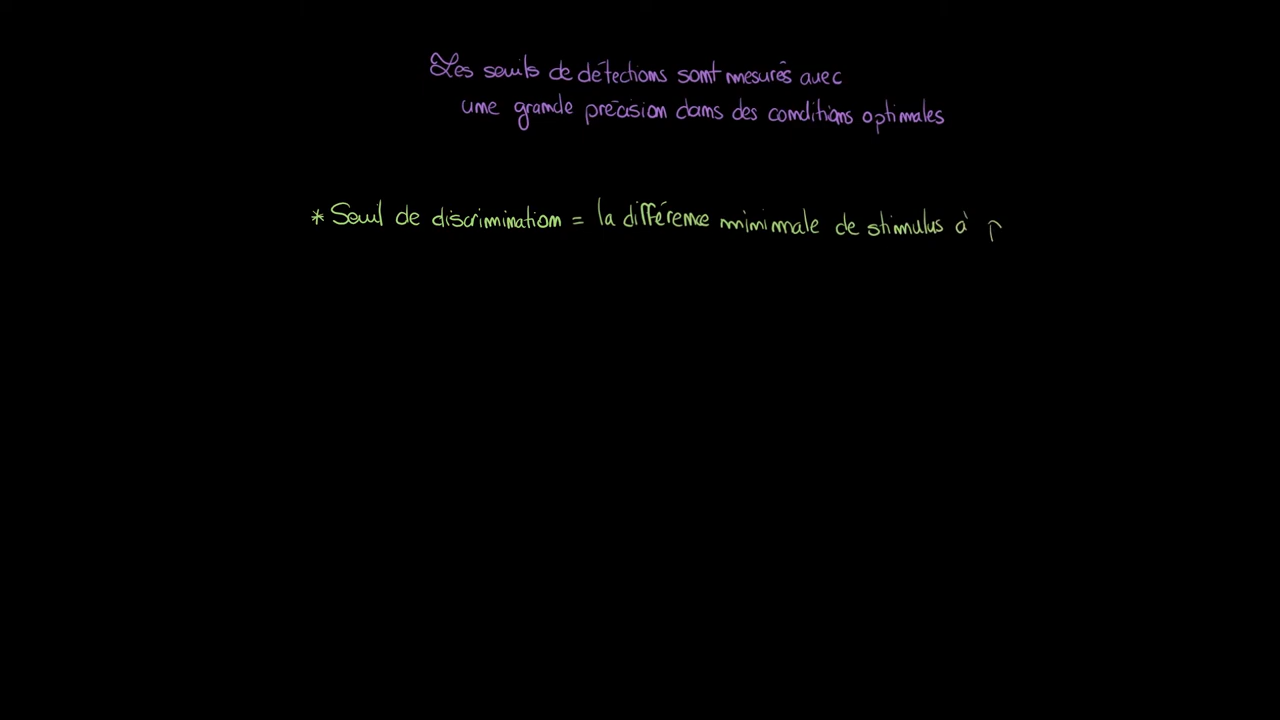 Les seuils de détections sont mesurés avec
une grande précision dans des conditions optimales
* Seuil de discrimination = la différence minimale de stimulus à p